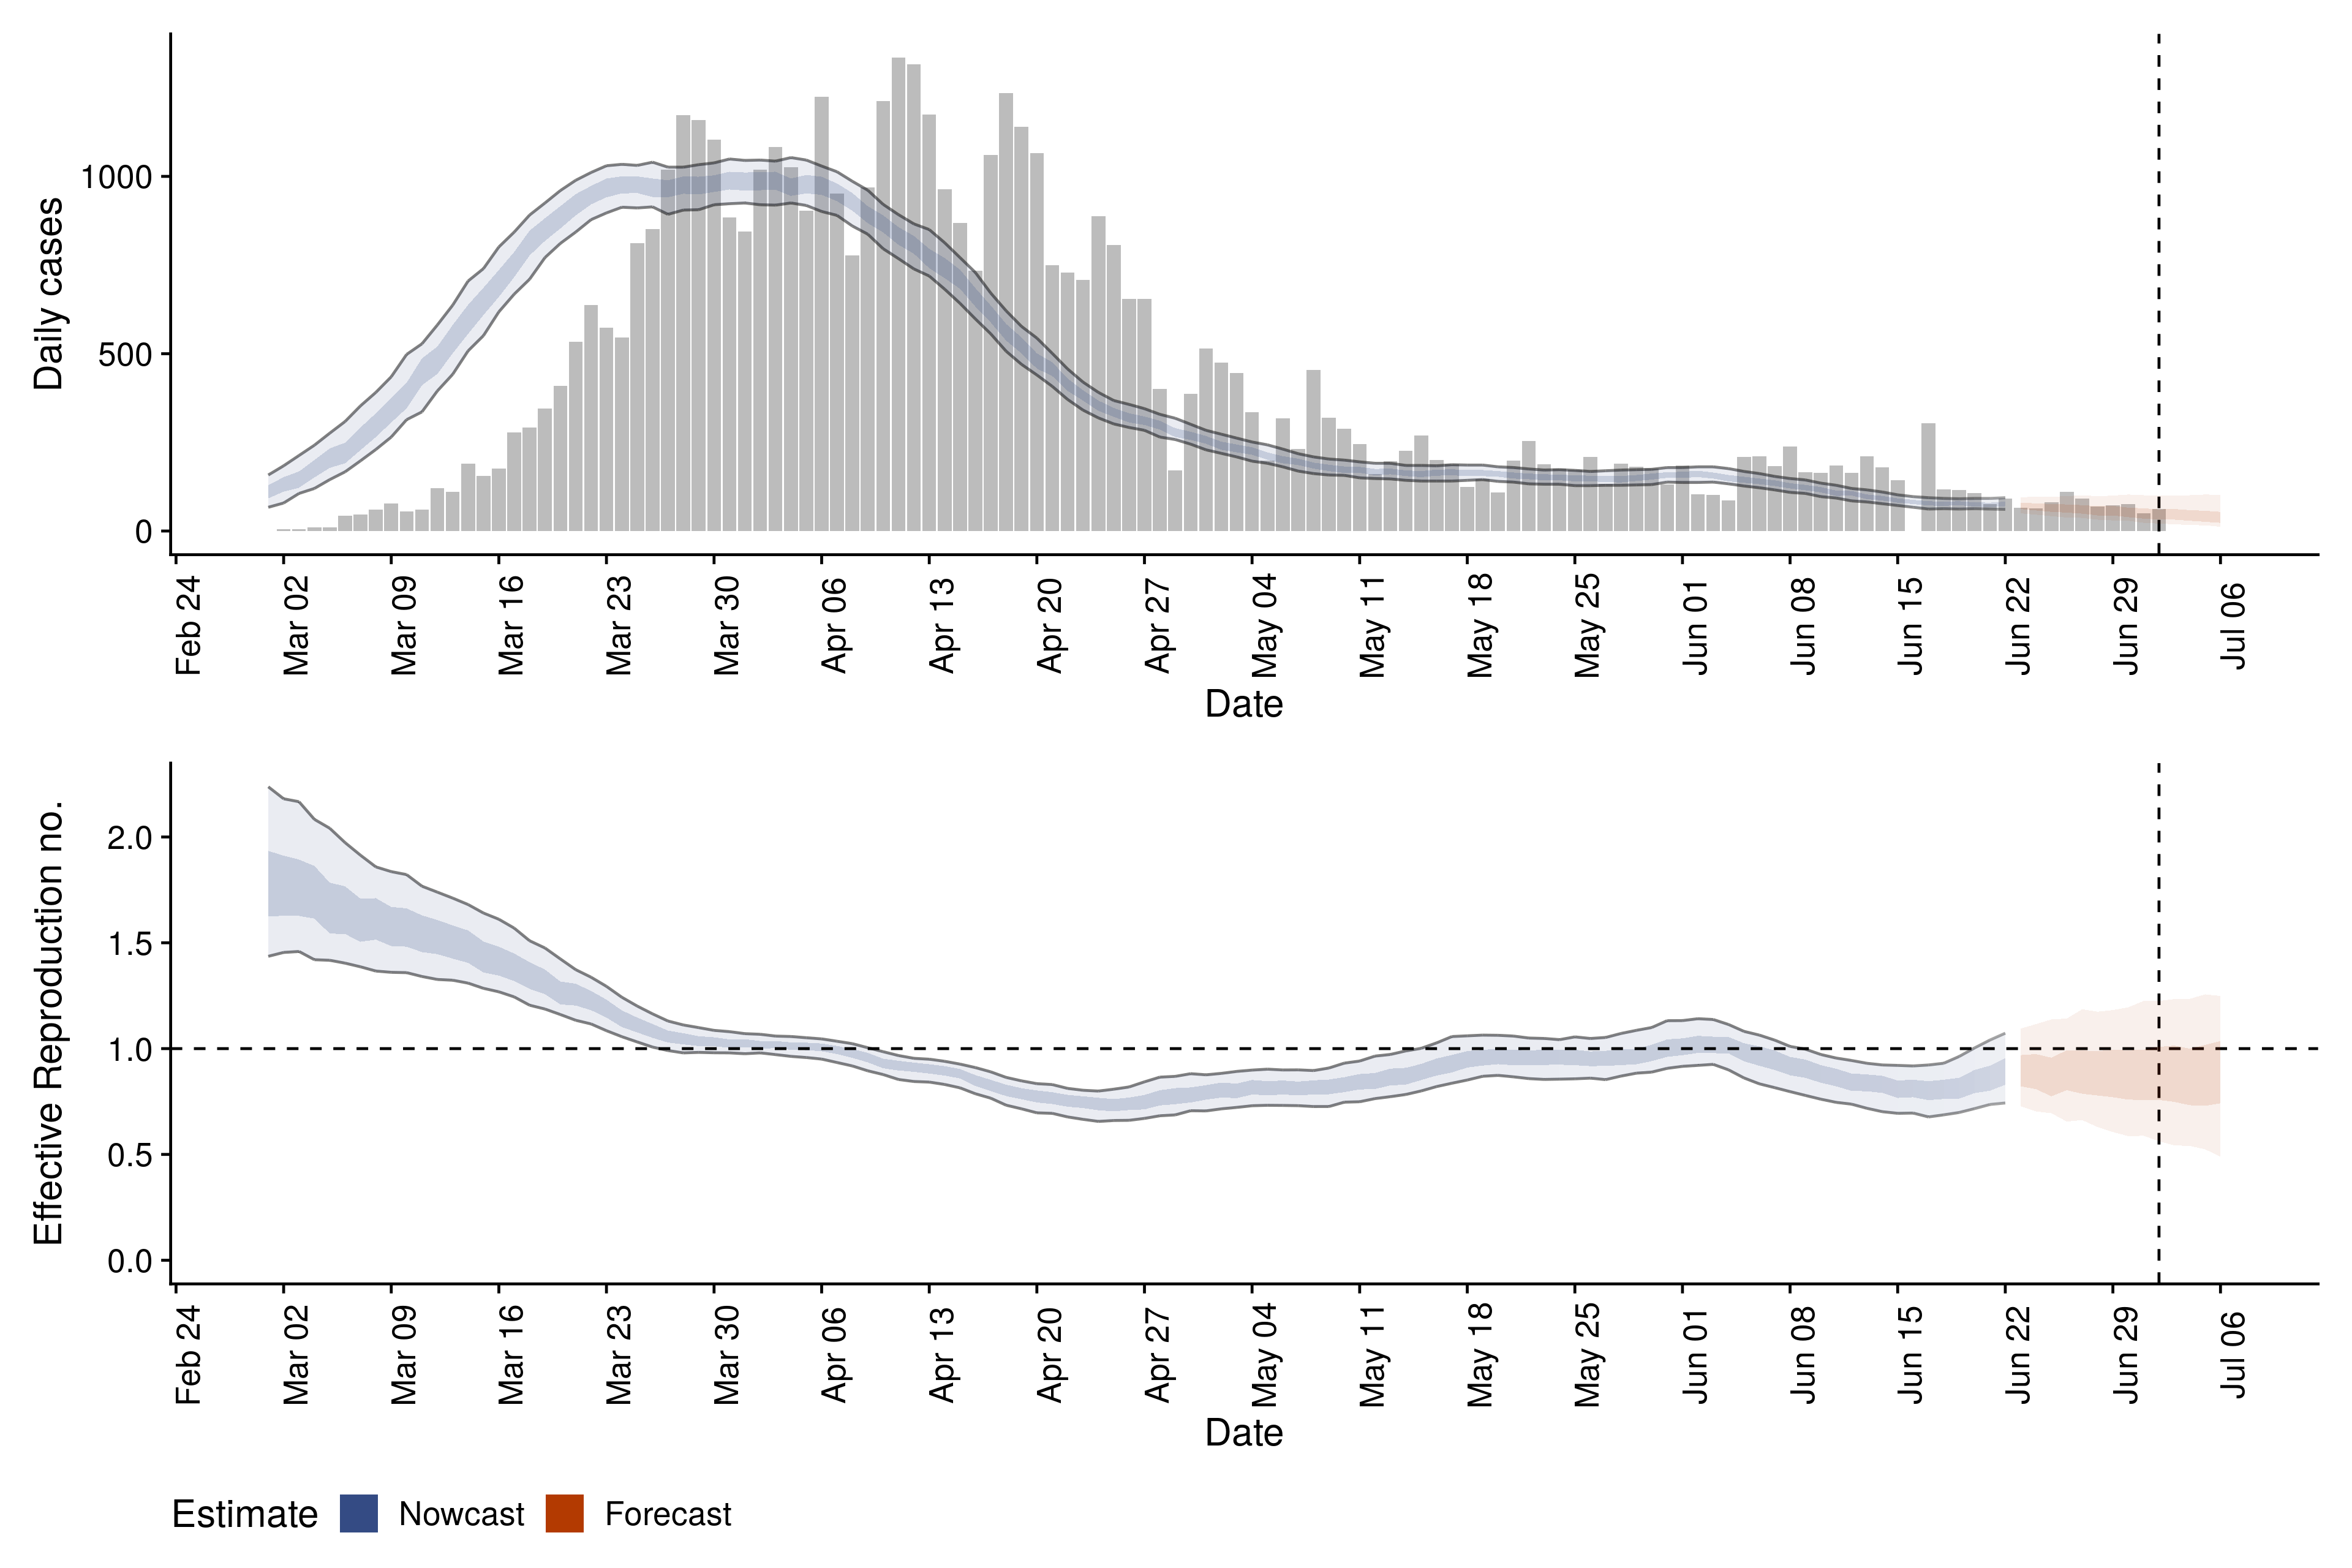 Daily cases
1000
500
0
Feb 24
Mar 02
Mar 09
Mar 16
Mar 23
Mar 30
Apr 06
Apr 13
Apr 20
Apr 27
May 04
May 11
May 18
May 25
Jun 01
Jun 08
Jun 15
Jun 22
Jun 29
Jul 06
Date
Effective Reproduction no.
2.0
1.5
1.0
0.5
0.0
Feb 24
Mar 02
Mar 09
Mar 16
Mar 23
Mar 30
Apr 06
Apr 13
Apr 20
Apr 27
May 04
May 11
May 18
May 25
Jun 01
Jun 08
Jun 15
Jun 22
Jun 29
Jul 06
Date
Estimate Nowcast Forecast